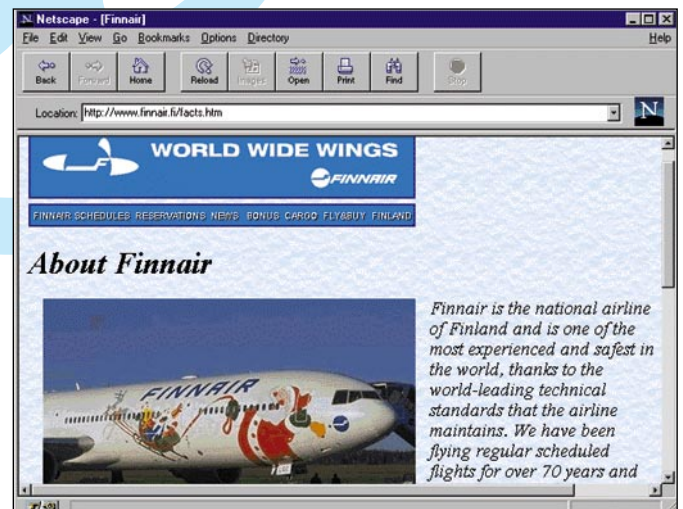 Netscape - [Finnair]
File Edit View Go Bookmarks Options Directory Help
Back Forward Home Reload Images Open Print Find Stop
Location: http://www.finnair.fi/facts.htm
N
WORLD WIDE WINGS
FINNAIR
FINNAIR SCHEDULES RESERVATIONS NEWS BONUS CARGO FLY&BUY FINLAND
About Finnair
FINNAIR
Finnair is the national airline
of Finland and is one of the
most experienced and safest in
the world, thanks to the
world-leading technical
standards that the airline
maintains. We have been
flying regular scheduled
flights for over 70 years and